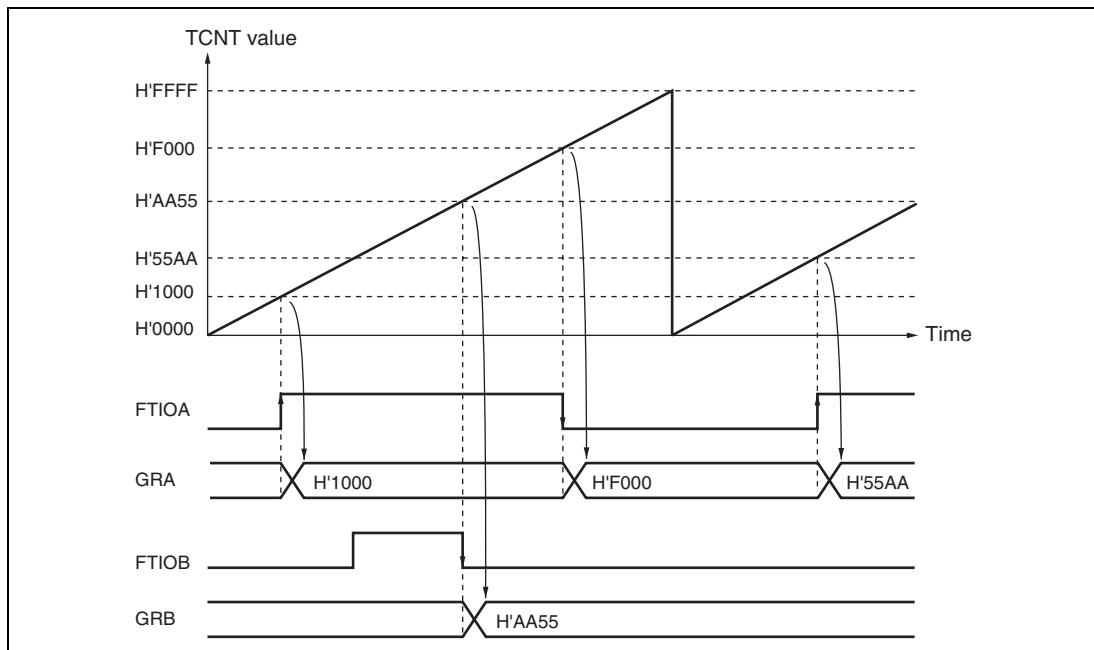 TCNT value
H'FFFF
H'F000
H'AA55
H'55AA
H'1000
H'0000
Time
FTIOA
GRA
H'1000
H'F000
H'55AA
FTIOB
GRB
H'AA55